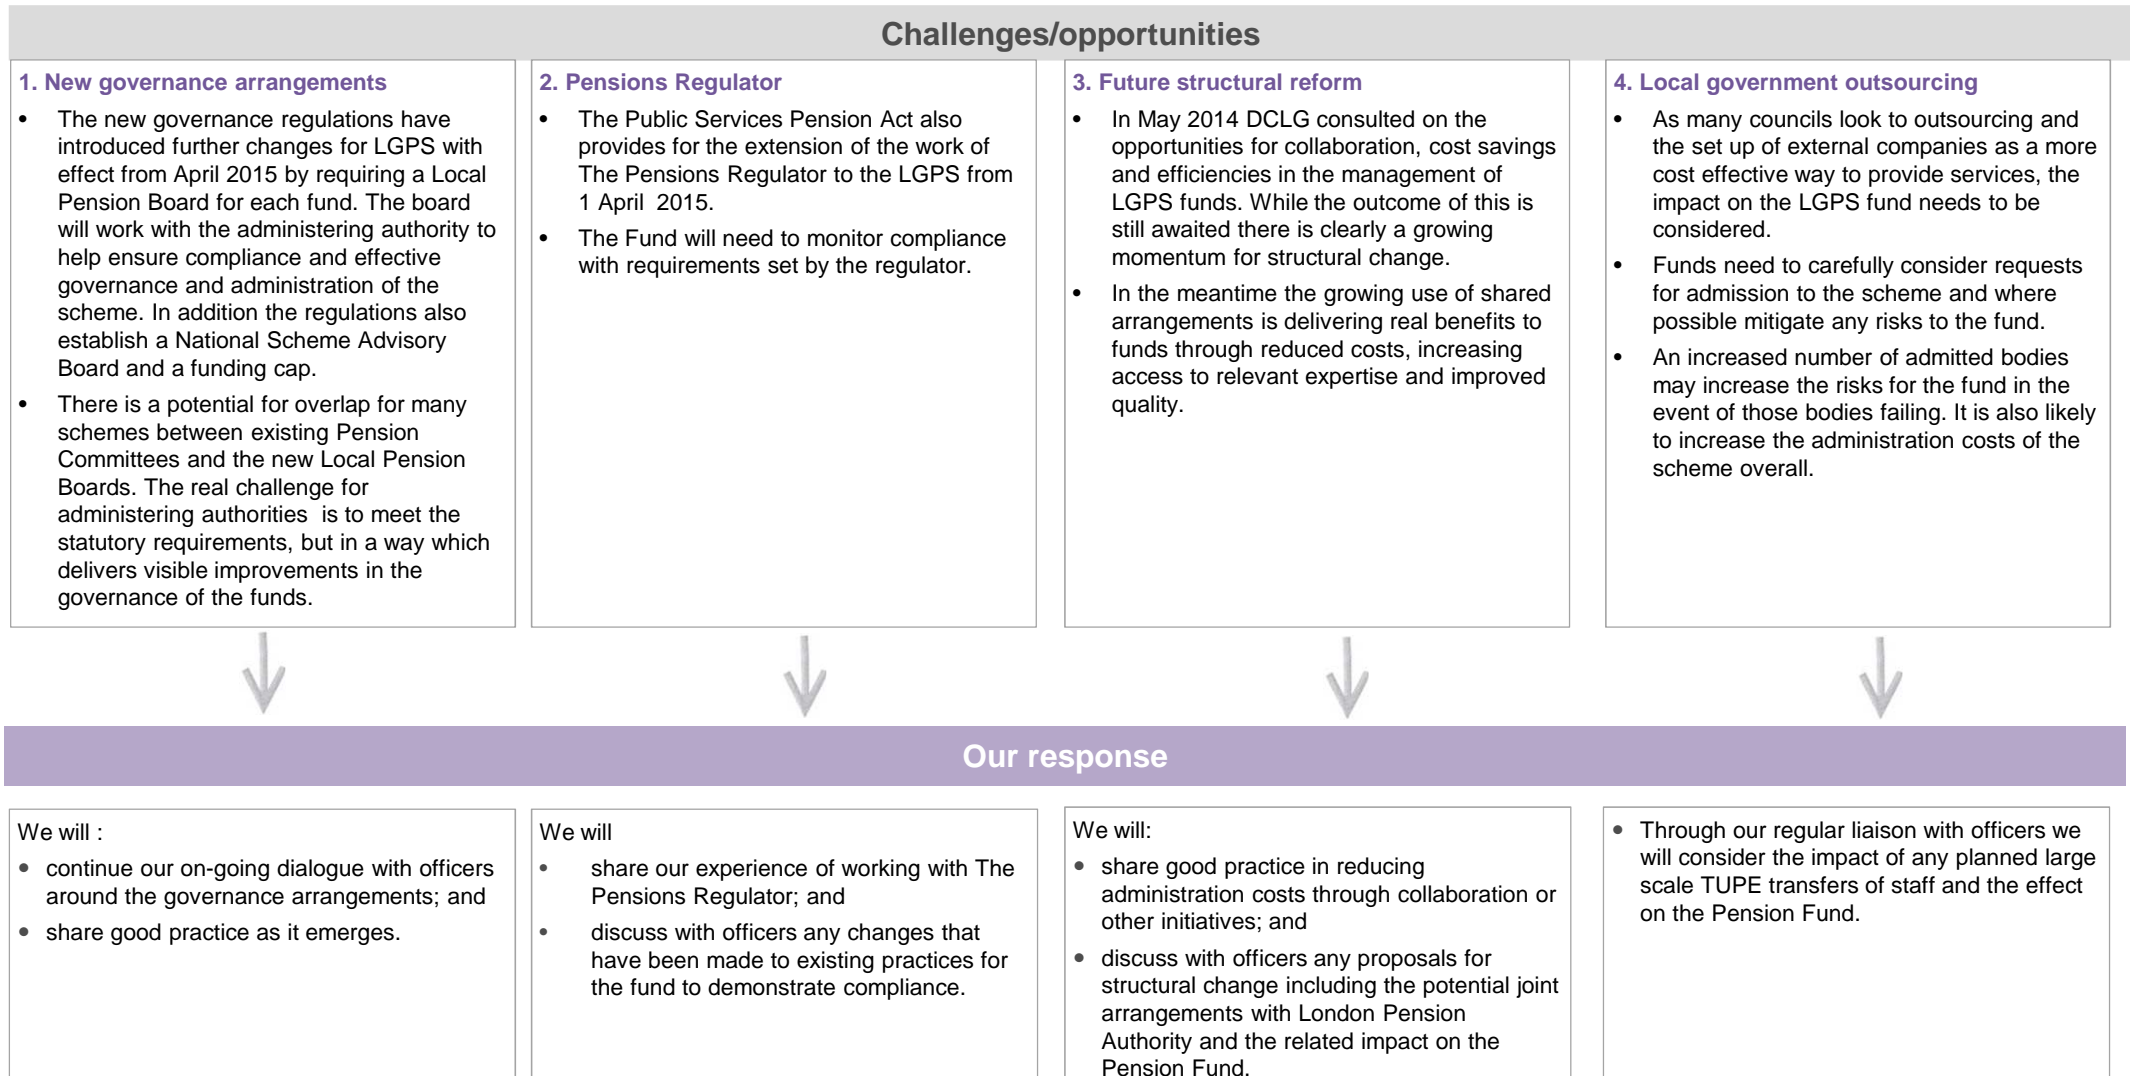 Challenges/opportunities
1. New governance arrangements
• The new governance regulations have
introduced further changes for LGPS with
effect from April 2015 by requiring a Local
Pension Board for each fund. The board
will work with the administering authority to
help ensure compliance and effective
governance and administration of the
scheme. In addition the regulations also
establish a National Scheme Advisory
Board and a funding cap.
• There is a potential for overlap for many
schemes between existing Pension
Committees and the new Local Pension
Boards. The real challenge for
administering authorities is to meet the
statutory requirements, but in a way which
delivers visible improvements in the
governance of the funds.
2. Pensions Regulator
• The Public Services Pension Act also
provides for the extension of the work of
The Pensions Regulator to the LGPS from
1 April 2015.
• The Fund will need to monitor compliance
with requirements set by the regulator.
3. Future structural reform
• In May 2014 DCLG consulted on the
opportunities for collaboration, cost savings
and efficiencies in the management of
LGPS funds. While the outcome of this is
still awaited there is clearly a growing
momentum for structural change.
• In the meantime the growing use of shared
arrangements is delivering real benefits to
funds through reduced costs, increasing
access to relevant expertise and improved
quality.
4. Local government outsourcing
• As many councils look to outsourcing and
the set up of external companies as a more
cost effective way to provide services, the
impact on the LGPS fund needs to be
considered.
• Funds need to carefully consider requests
for admission to the scheme and where
possible mitigate any risks to the fund.
• An increased number of admitted bodies
may increase the risks for the fund in the
event of those bodies failing. It is also likely
to increase the administration costs of the
scheme overall.
Our response
We will :
• continue our on-going dialogue with officers
around the governance arrangements; and
• share good practice as it emerges.
We will
• share our experience of working with The
Pensions Regulator; and
• discuss with officers any changes that
have been made to existing practices for
the fund to demonstrate compliance.
We will:
• share good practice in reducing
administration costs through collaboration or
other initiatives; and
• discuss with officers any proposals for
structural change including the potential joint
arrangements with London Pension
Authority and the related impact on the
Pension Fund.
• Through our regular liaison with officers we
will consider the impact of any planned large
scale TUPE transfers of staff and the effect
on the Pension Fund.